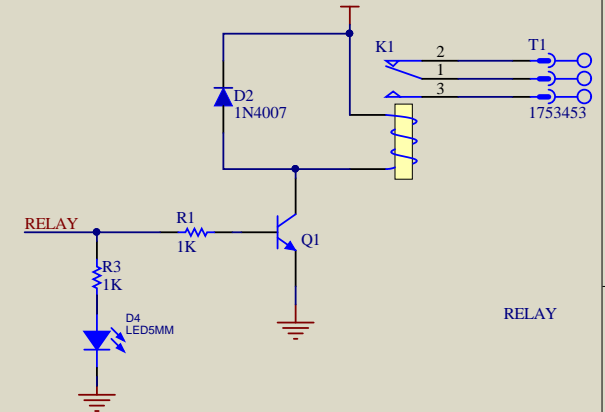 K1
2
T1
1
3
1753453
D2
1N4007
RELAY
R1
1K
Q1
R3
1K
D4
LED5MM
RELAY